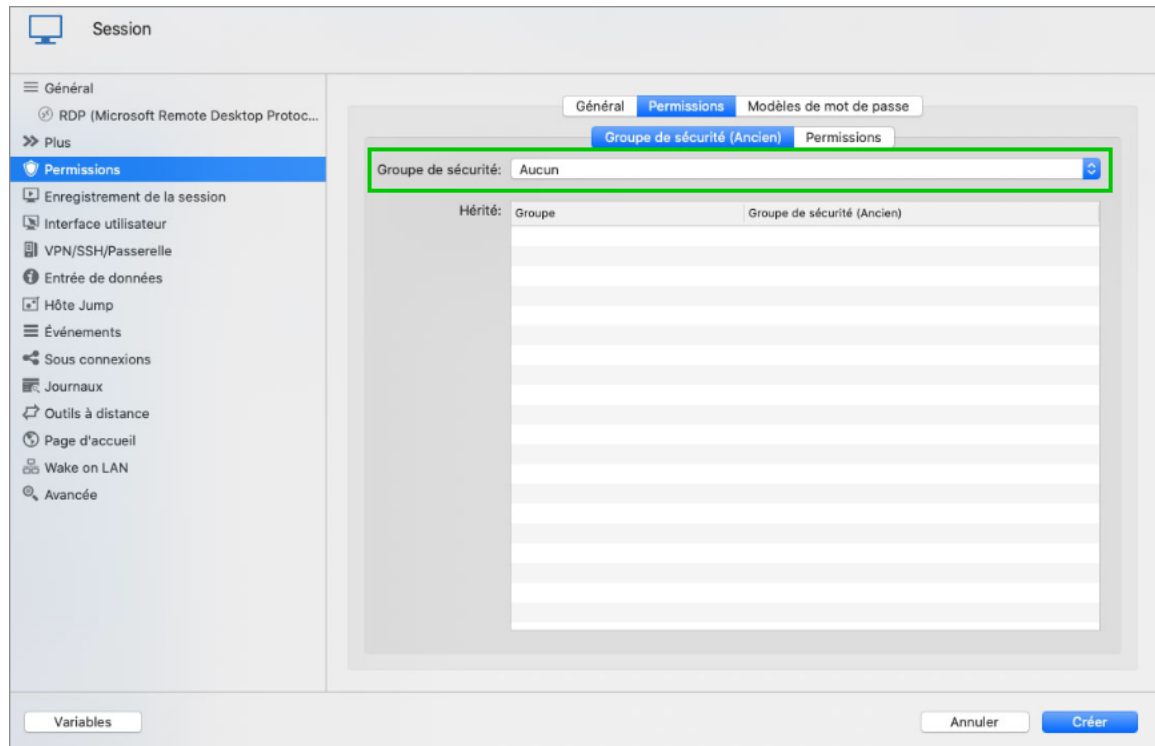 Session
Général
RDP (Microsoft Remote Desktop Protoc...
Plus
Permissions
Enregistrement de la session
Interface utilisateur
VPN/SSH/Passerelle
Entrée de données
Hôte Jump
Événements
Sous connexions
Journaux
Outils à distance
Page d'accueil
Wake on LAN
Avancée
Général Permissions Modèles de mot de passe
Groupe de sécurité (Ancien) Permissions
Groupe de sécurité: Aucun
Hérité: Groupe Groupe de sécurité (Ancien)
Variables Annuler Créer